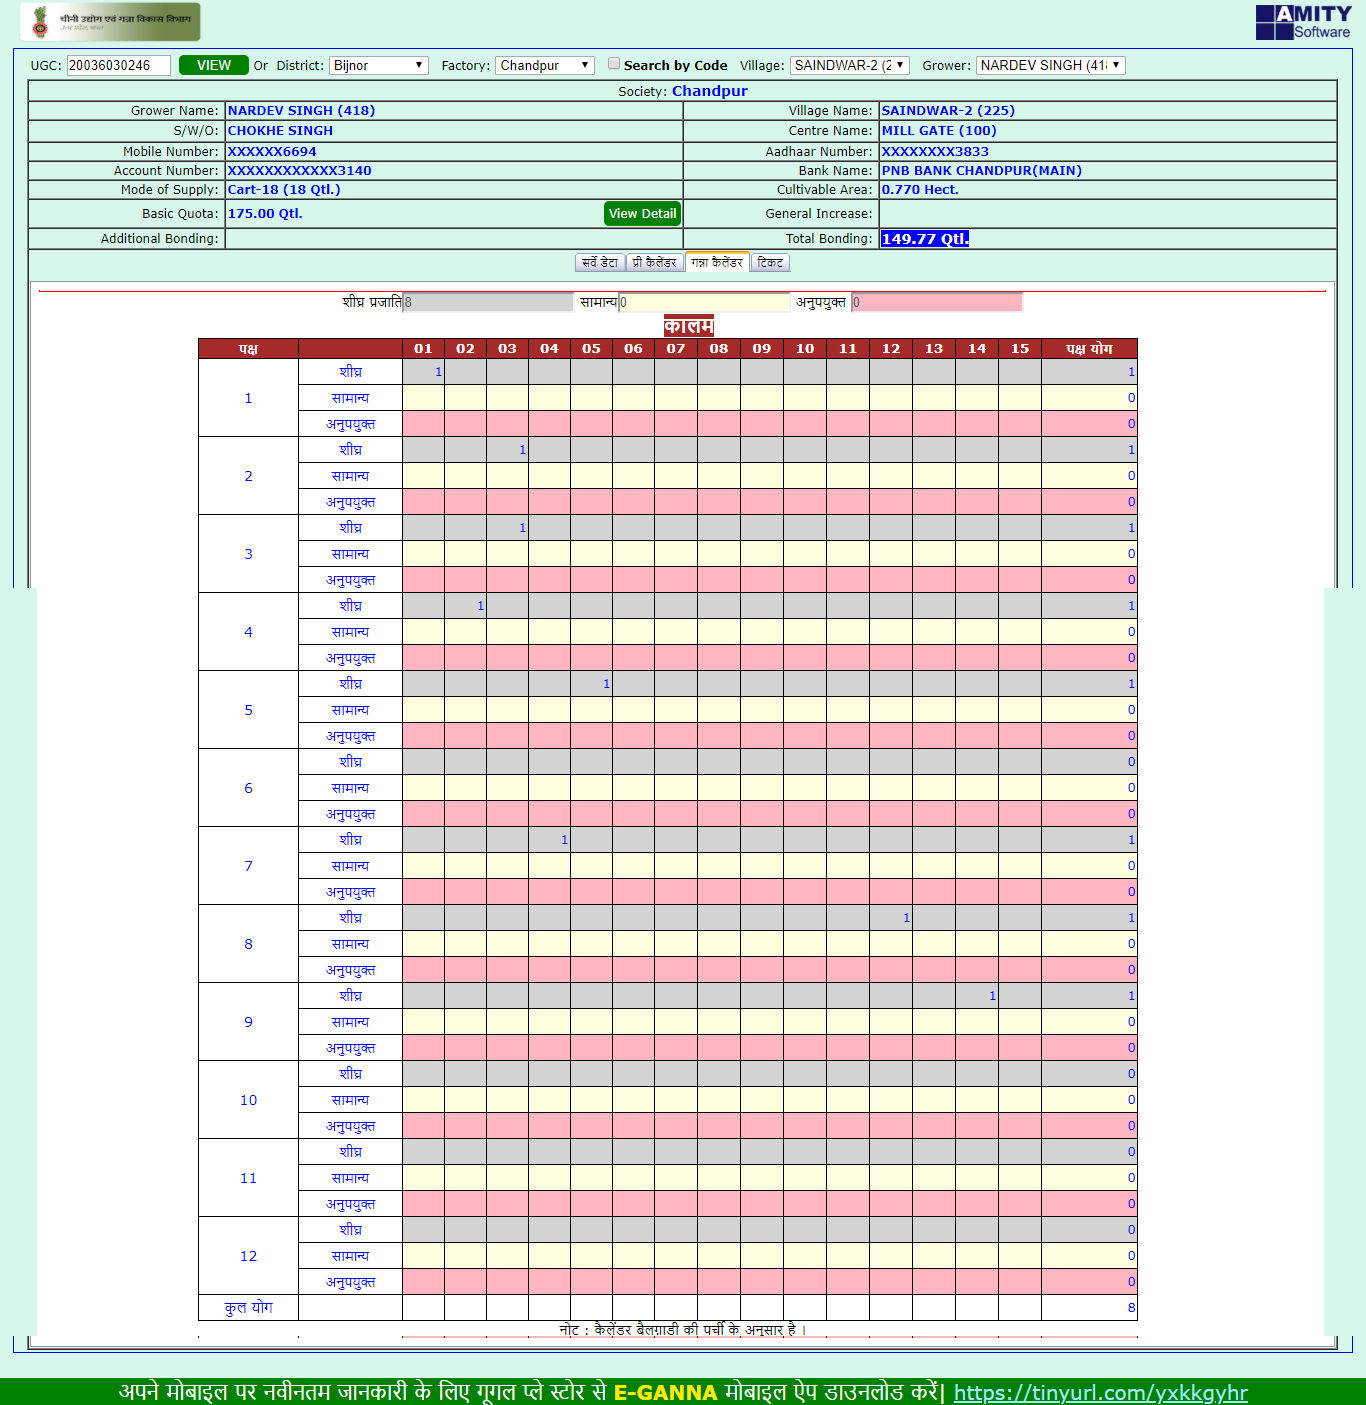 चीनी उद्योग एवं गन्ना विकास विभाग
उत्तर प्रदेश, भारत
AMITY
Software
UGC: 20036030246 VIEW Or District: Bijnor Factory: Chandpur Search by Code Village: SAINDWAR-2 (2 Grower: NARDEV SINGH (41
Society: Chandpur
Grower Name: NARDEV SINGH (418) Village Name: SAINDWAR-2 (225)
S/W/O: CHOKHE SINGH Centre Name: MILL GATE (100)
Mobile Number: XXXXXX6694 Aadhaar Number: XXXXXXXX3833
Account Number: XXXXXXXXXXXX3140 Bank Name: PNB BANK CHANDPUR(MAIN)
Mode of Supply: Cart-18 (18 Qtl.) Cultivable Area: 0.770 Hect.
Basic Quota: 175.00 Qtl. View Detail General Increase:
Additional Bonding: Total Bonding: 149.77 Qtl.
सर्वे डेटा प्री कैलेंडर गन्ना कैलेंडर टिकट
शीघ्र प्रजाति 8 सामान्य 0 अनुपयुक्त 0
कालम
पक्ष 01 02 03 04 05 06 07 08 09 10 11 12 13 14 15 पक्ष योग
1 शीघ्र 1 1
सामान्य 0
अनुपयुक्त 0
2 शीघ्र 1 1
सामान्य 0
अनुपयुक्त 0
3 शीघ्र 1 1
सामान्य 0
अनुपयुक्त 0
4 शीघ्र 1 1
सामान्य 0
अनुपयुक्त 0
5 शीघ्र 1 1
सामान्य 0
अनुपयुक्त 0
6 शीघ्र 0
सामान्य 0
अनुपयुक्त 0
7 शीघ्र 1 1
सामान्य 0
अनुपयुक्त 0
8 शीघ्र 1 1
सामान्य 0
अनुपयुक्त 0
9 शीघ्र 1 1
सामान्य 0
अनुपयुक्त 0
10 शीघ्र 0
सामान्य 0
अनुपयुक्त 0
11 शीघ्र 0
सामान्य 0
अनुपयुक्त 0
12 शीघ्र 0
सामान्य 0
अनुपयुक्त 0
कुल योग 8
नोट : कैलेंडर बैलगाडी की पर्ची के अनुसार है ।
अपने मोबाइल पर नवीनतम जानकारी के लिए गूगल प्ले स्टोर से E-GANNA मोबाइल ऐप डाउनलोड करें| https://tinyurl.com/yxkkgyhr